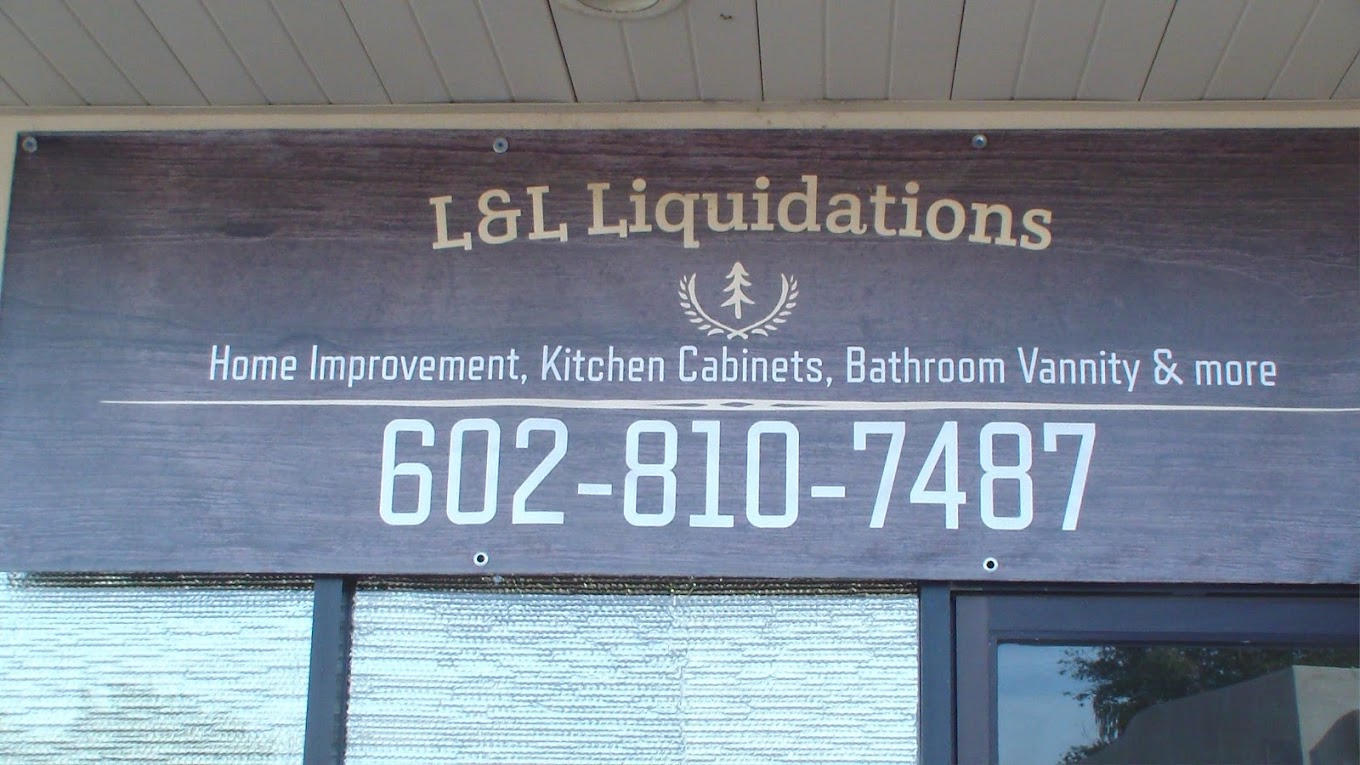 L&L Liquidations
Home Improvement, Kitchen Cabinets, Bathroom Vannity & more
602-810-7487